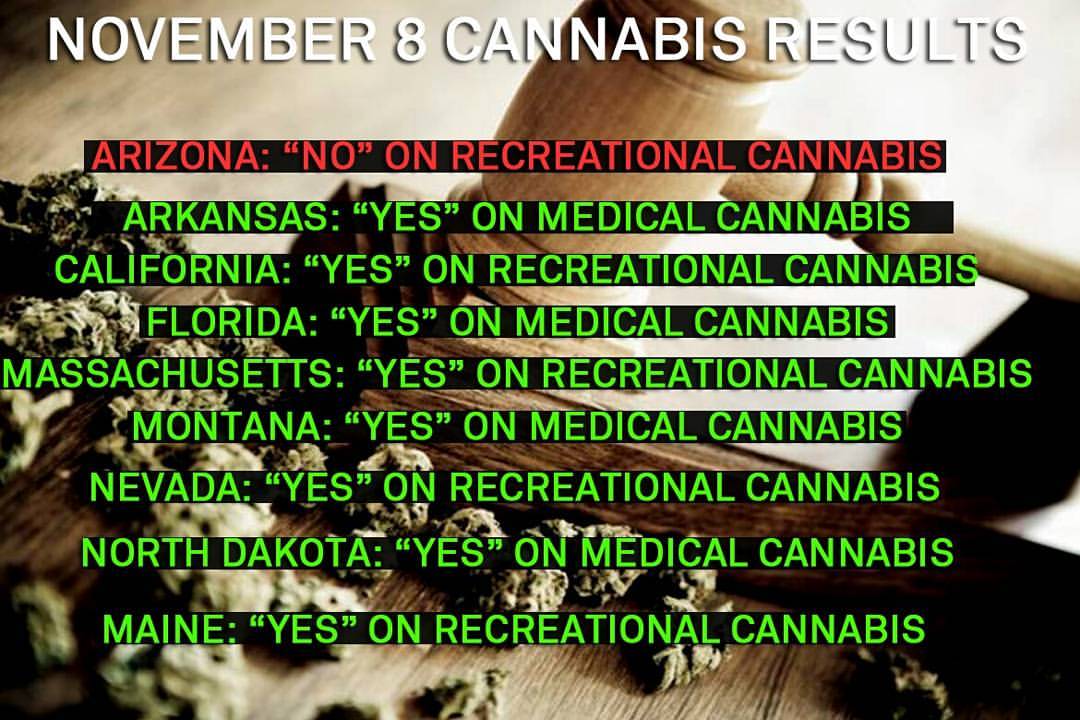 NOVEMBER 8 CANNABIS RESULTS
ARIZONA: “NO” ON RECREATIONAL CANNABIS
ARKANSAS: “YES” ON MEDICAL CANNABIS
CALIFORNIA: “YES” ON RECREATIONAL CANNABIS
FLORIDA: “YES” ON MEDICAL CANNABIS
MASSACHUSETTS: “YES” ON RECREATIONAL CANNABIS
MONTANA: “YES” ON MEDICAL CANNABIS
NEVADA: “YES” ON RECREATIONAL CANNABIS
NORTH DAKOTA: “YES” ON MEDICAL CANNABIS
MAINE: “YES” ON RECREATIONAL CANNABIS